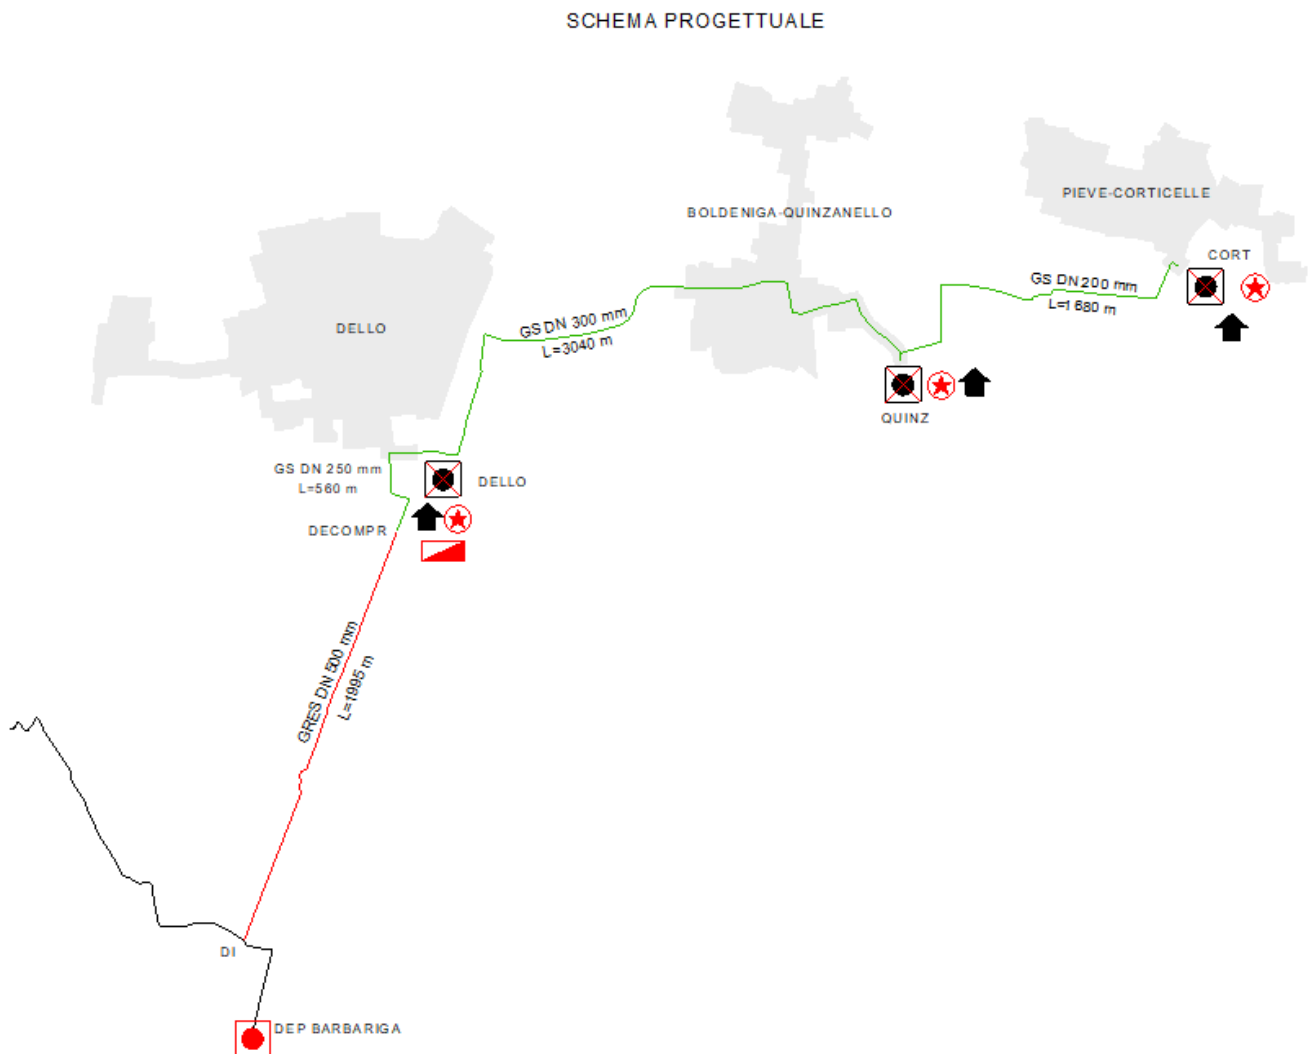 SCHEMA PROGETTUALE
PIEVE-CORTICELLE
BOLDENIGA-QUINZANELLO
CORT
GS DN 200 mm
L=1680 m
GS DN 300 mm
L=3040 m
DELLO
QUINZ
GS DN 250 mm
L=560 m
DELLO
DECOMPR
GRES DN 500 mm
L=1995 m
DI
DEP BARBARIGA